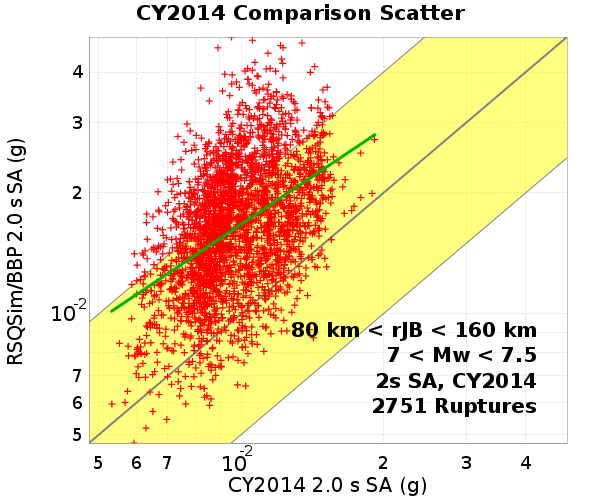 CY2014 Comparison Scatter
RSQSim/BBP 2.0 s SA (g)
4
3
2
10-2
7
6
5
80 km < rJB < 160 km
7 < Mw < 7.5
2s SA, CY2014
2751 Ruptures
5 6 7 10-2 2 3 4
CY2014 2.0 s SA (g)